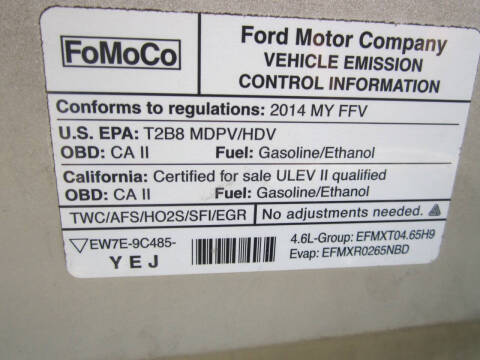 FoMoCo
Ford Motor Company
VEHICLE EMISSION
CONTROL INFORMATION
Conforms to regulations: 2014 MY FFV
U.S. EPA: T2B8 MDPV/HDV
OBD: CA II Fuel: Gasoline/Ethanol
California: Certified for sale ULEV II qualified
OBD: CA II Fuel: Gasoline/Ethanol
TWC/AFS/HO2S/SFI/EGR No adjustments needed.
EW7E-9C485-
YEJ
4.6L-Group: EFMXT04.65H9
Evap: EFMXR0265NBD